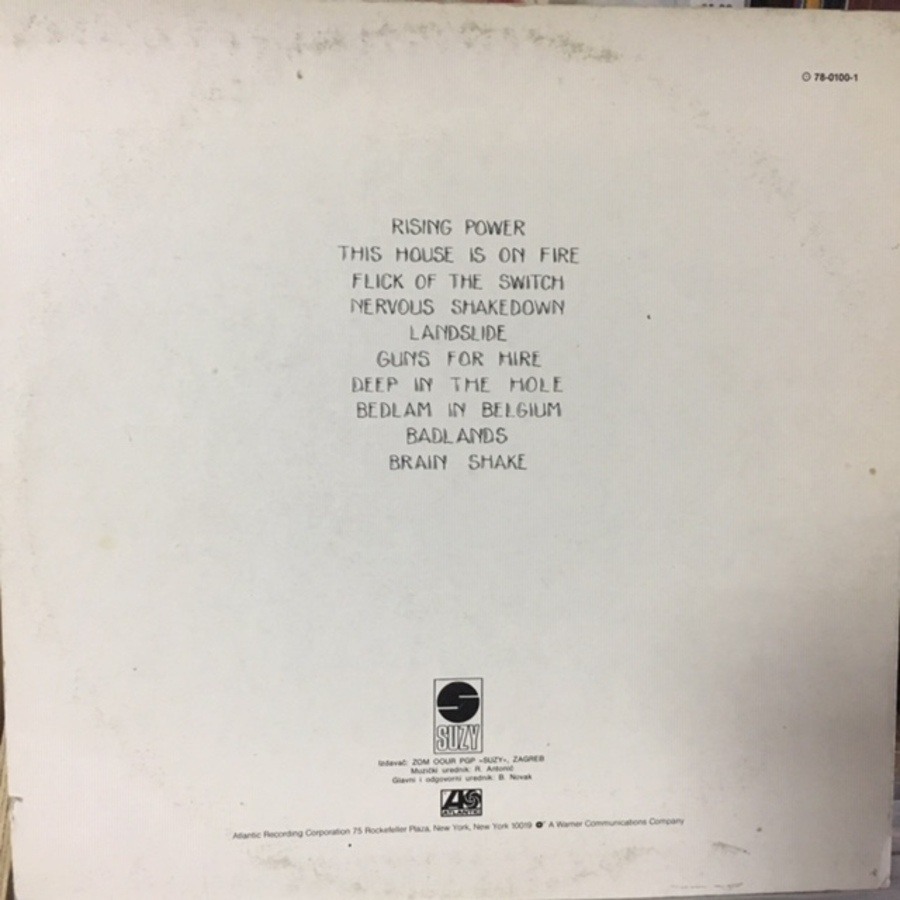 ℗ 78-0100-1
RISING POWER
THIS HOUSE IS ON FIRE
FLICK OF THE SWITCH
NERVOUS SHAKEDOWN
LANDSLIDE
GUNS FOR HIRE
DEEP IN THE HOLE
BEDLAM IN BELGIUM
BADLANDS
BRAIN SHAKE
SUZY
Izdavač: ZOM OOUR PGP »SUZY«, ZAGREB
Muzički urednik: R. Antonić
Glavni i odgovorni urednik: B. Novak
ATLANTIC
Atlantic Recording Corporation 75 Rockefeller Plaza, New York, New York 10019 A Warner Communications Company